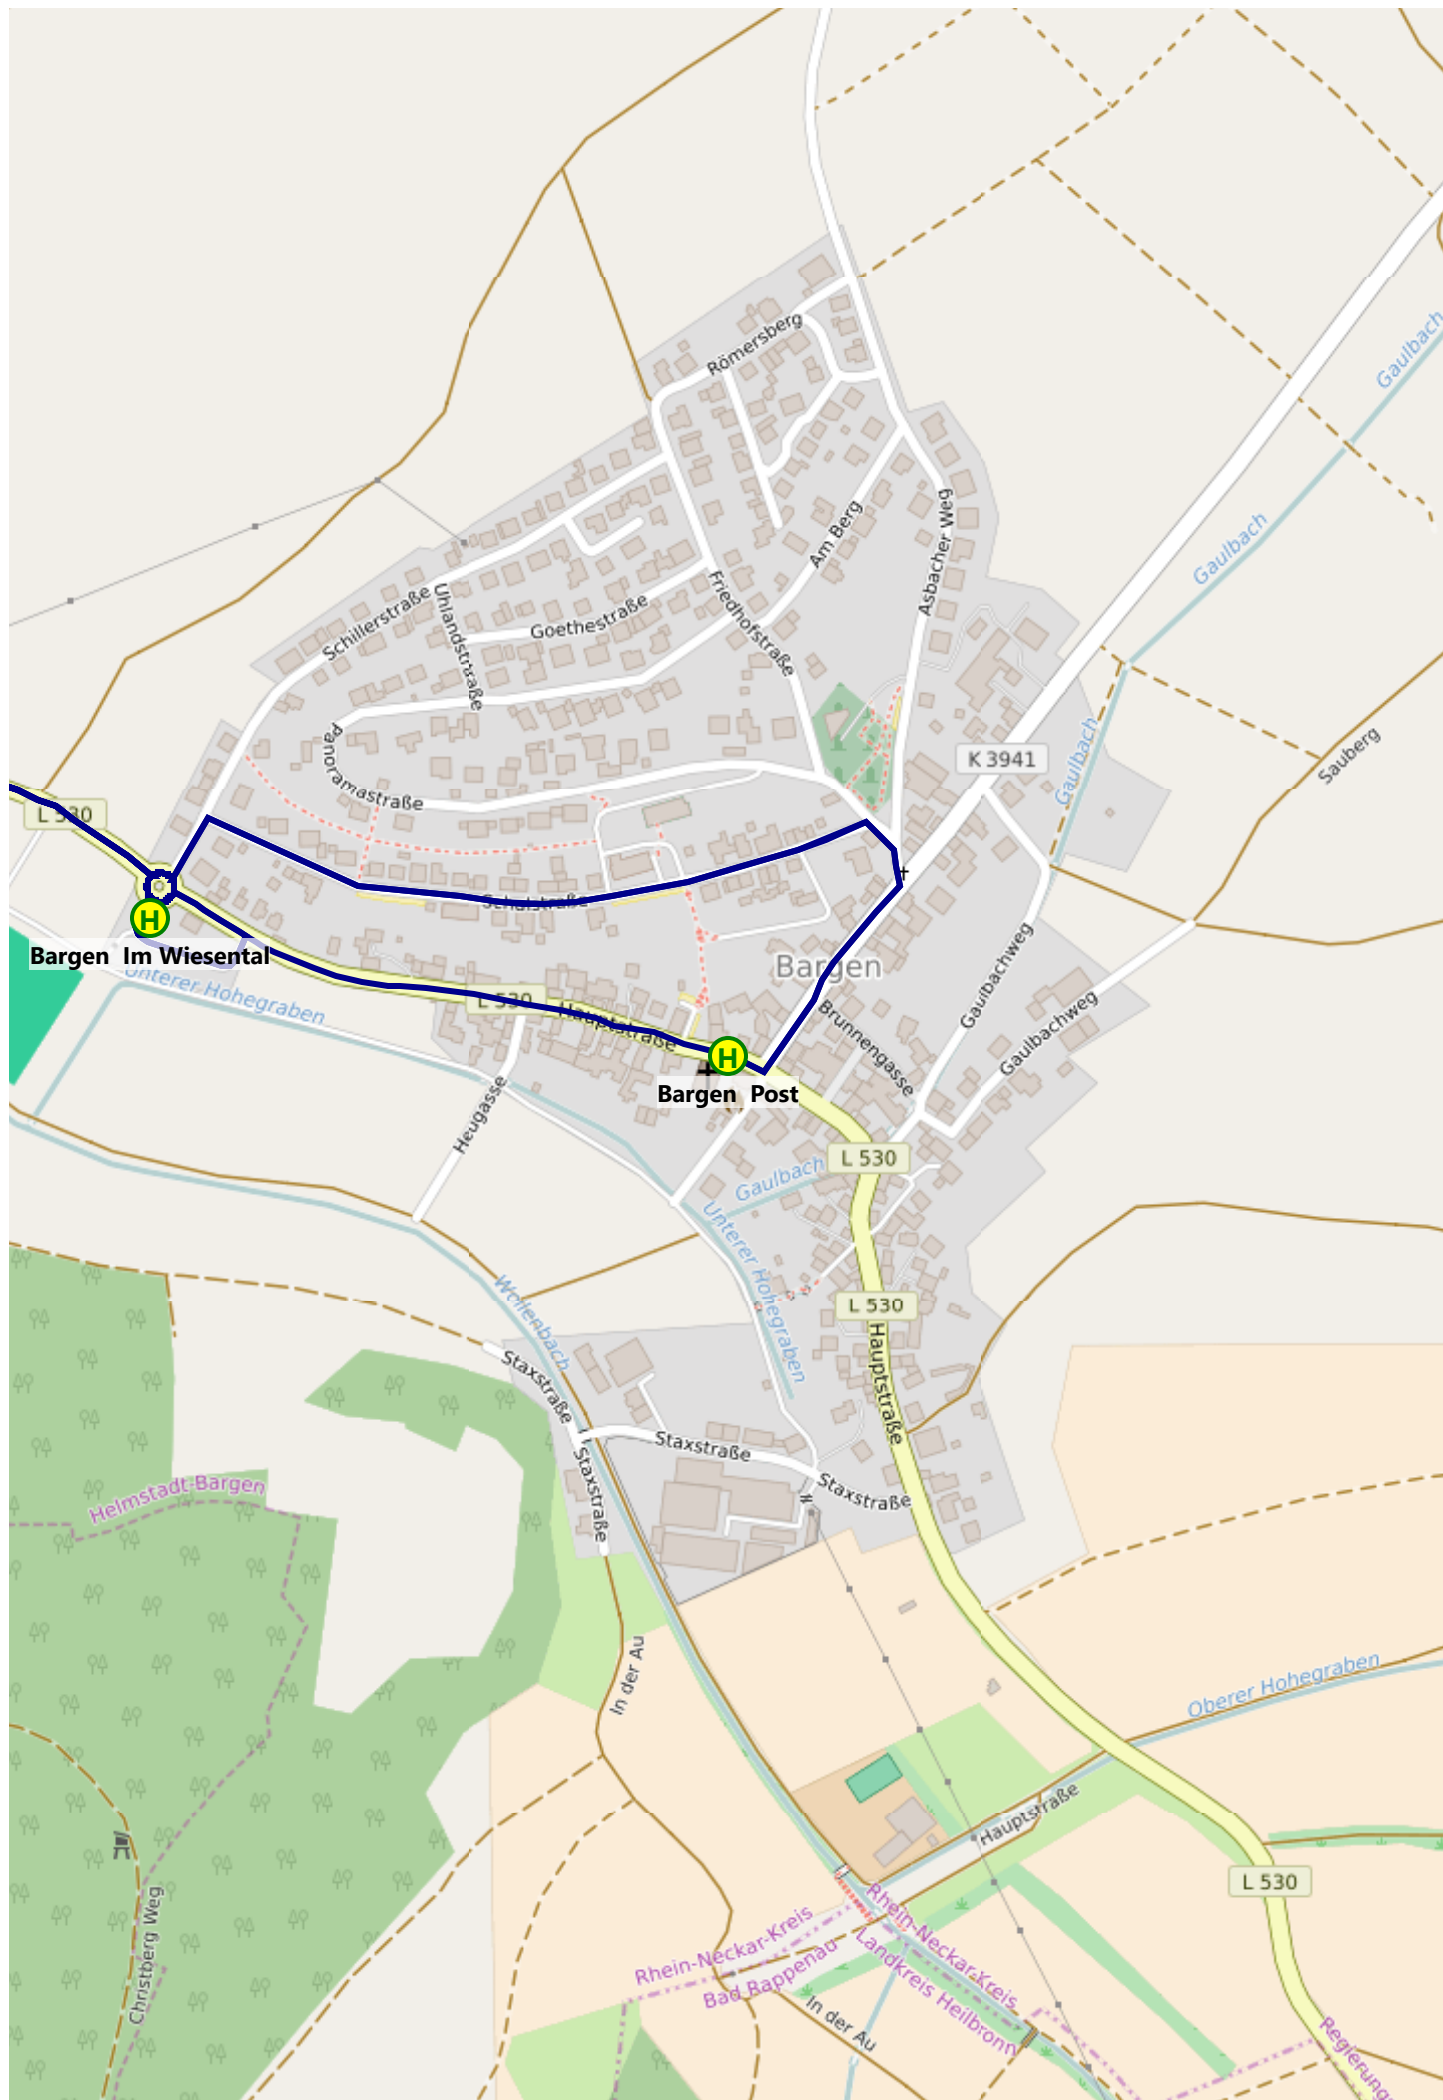 Römersberg
Gaulbach
Am Berg
Asbacher Weg
Gaulbach
Schillerstraße
Uhlandstraße
Goethestraße
Friedhofstraße
Panoramastraße
K 3941
Gaulbach
Sauberg
L 530
Schulstraße
Bargen Im Wiesental
Unterer Hohegraben
Bargen
L 530
Hauptstraße
Brunnengasse
Gaulbachweg
Gaulbachweg
Bargen Post
Heugasse
L 530
Gaulbach
Unterer Hohegraben
Wollenbach
L 530
Hauptstraße
Staxstraße
Staxstraße
Staxstraße
Staxstraße
Helmstadt-Bargen
In der Au
Oberer Hohegraben
Hauptstraße
L 530
Christberg Weg
Rhein-Neckar-Kreis
Bad Rappenau
Rhein-Neckar-Kreis
Landkreis Heilbronn
In der Au